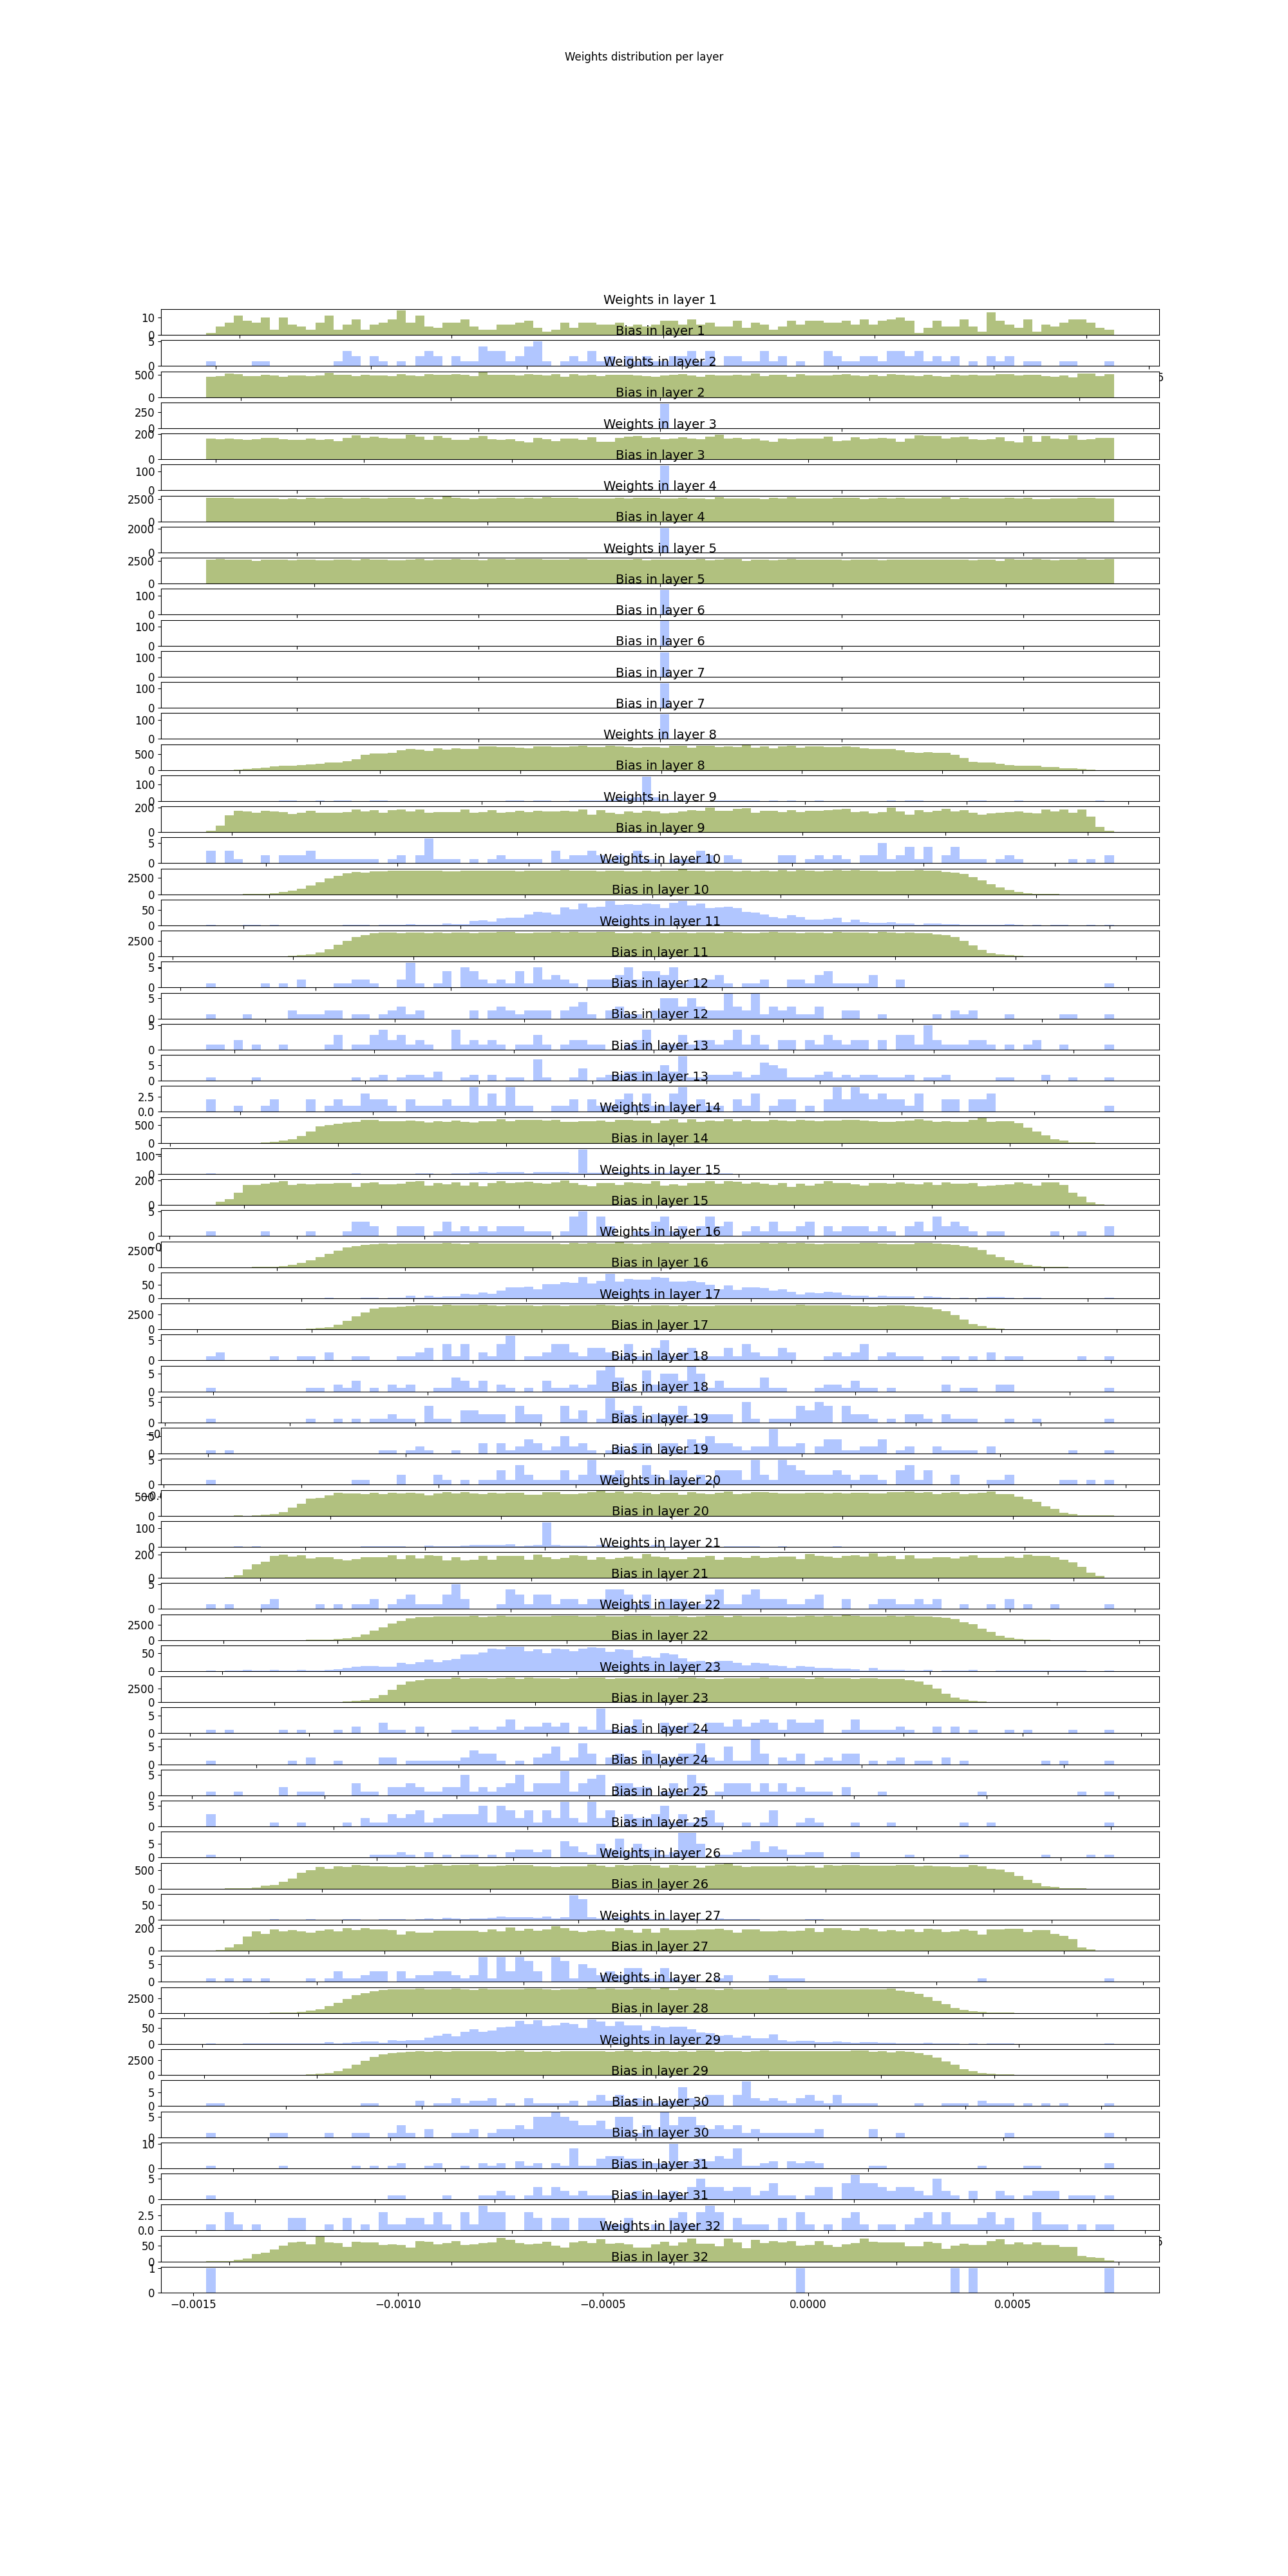 Weights distribution per layer
Weights in layer 1
10
0
Bias in layer 1
5
0
Weights in layer 2
500
0
Bias in layer 2
250
0
Weights in layer 3
200
0
Bias in layer 3
100
0
Weights in layer 4
2500
0
Bias in layer 4
2000
0
Weights in layer 5
2500
0
Bias in layer 5
100
0
Bias in layer 6
100
0
Bias in layer 6
100
0
Bias in layer 7
100
0
Bias in layer 7
100
0
Weights in layer 8
500
0
Bias in layer 8
100
0
Weights in layer 9
200
0
Bias in layer 9
5
0
Weights in layer 10
2500
0
Bias in layer 10
50
0
Weights in layer 11
2500
0
Bias in layer 11
5
0
Bias in layer 12
5
0
Bias in layer 12
5
0
Bias in layer 13
5
0
Bias in layer 13
2.5
0.0
Weights in layer 14
500
0
Bias in layer 14
100
0
Weights in layer 15
200
0
Bias in layer 15
5
0
Weights in layer 16
2500
0
Bias in layer 16
50
0
Weights in layer 17
2500
0
Bias in layer 17
5
0
Bias in layer 18
5
0
Bias in layer 18
5
0
Bias in layer 19
5
0
Bias in layer 19
5
0
Weights in layer 20
500
0
Bias in layer 20
100
0
Weights in layer 21
200
0
Bias in layer 21
5
0
Weights in layer 22
2500
0
Bias in layer 22
50
0
Weights in layer 23
2500
0
Bias in layer 23
5
0
Bias in layer 24
5
0
Bias in layer 24
5
0
Bias in layer 25
5
0
Bias in layer 25
5
0
Weights in layer 26
500
0
Bias in layer 26
50
0
Weights in layer 27
200
0
Bias in layer 27
5
0
Weights in layer 28
2500
0
Bias in layer 28
50
0
Weights in layer 29
2500
0
Bias in layer 29
5
0
Bias in layer 30
5
0
Bias in layer 30
10
0
Bias in layer 31
5
0
Bias in layer 31
2.5
0.0
Weights in layer 32
50
0
Bias in layer 32
1
0
−0.0015 −0.0010 −0.0005 0.0000 0.0005